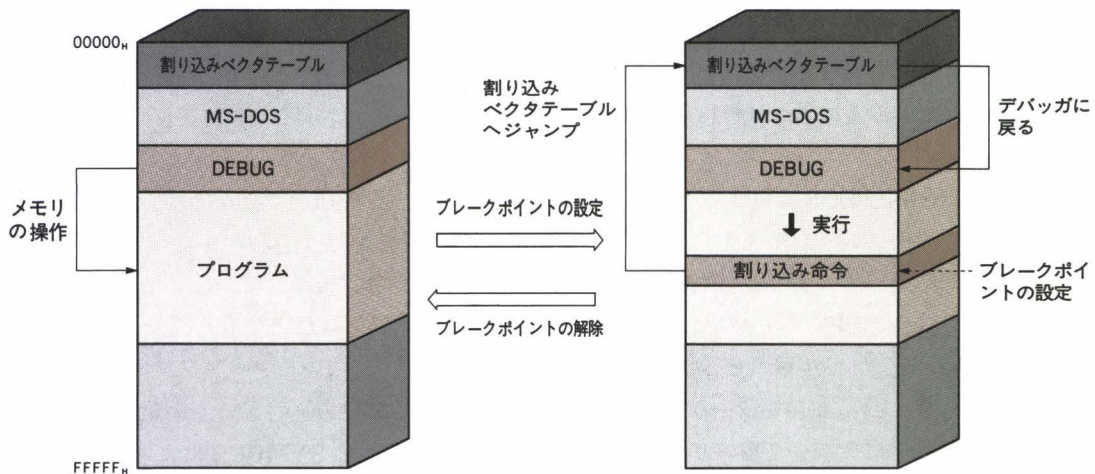 00000H
割り込みベクタテーブル
MS-DOS
DEBUG
メモリ
の操作
プログラム
FFFFFH
ブレークポイントの設定
ブレークポイントの解除
割り込み
ベクタテーブル
へジャンプ
割り込みベクタテーブル
MS-DOS
DEBUG
実行
割り込み命令
デバッガに
戻る
ブレークポイ
ントの設定